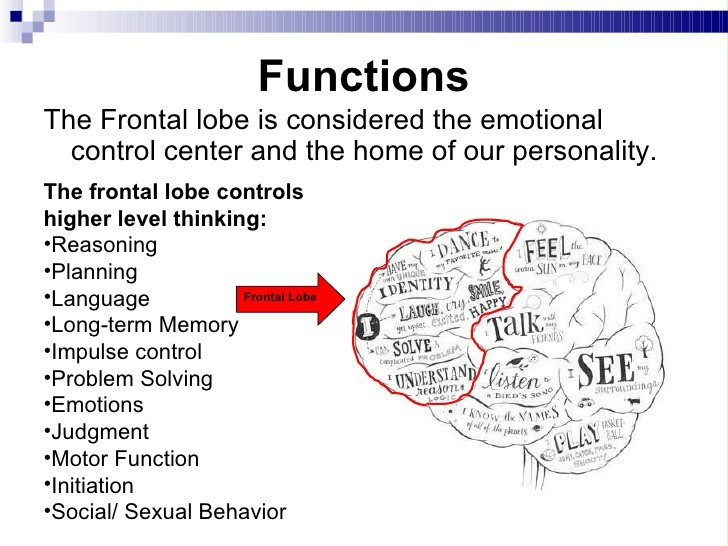 Functions
The Frontal lobe is considered the emotional
control center and the home of our personality.
The frontal lobe controls
higher level thinking:
•Reasoning
•Planning
•Language
•Long-term Memory
•Impulse control
•Problem Solving
•Emotions
•Judgment
•Motor Function
•Initiation
•Social/ Sexual Behavior
Frontal Lobe
I DANCE to
my FAVORITE
I HAVE my
own UNIQUE
IDENTITY
I LAUGH, cry,
get upset, excited,
SMILE,
HAPPY
I
I CAN SOLVE a
complicated PROBLEM
I UNDERSTAND
reason
LOGIC
I FEEL the
warm SUN on my FACE
I Talk with
my
FRIENDS
I listen to
a BIRD'S SONG
I SEE my
surroundings
I KNOW the NAMES
of all of the planets
I PLAY BASKET-
BALL
JUMP, CATCH, PASS,
SHOOT!